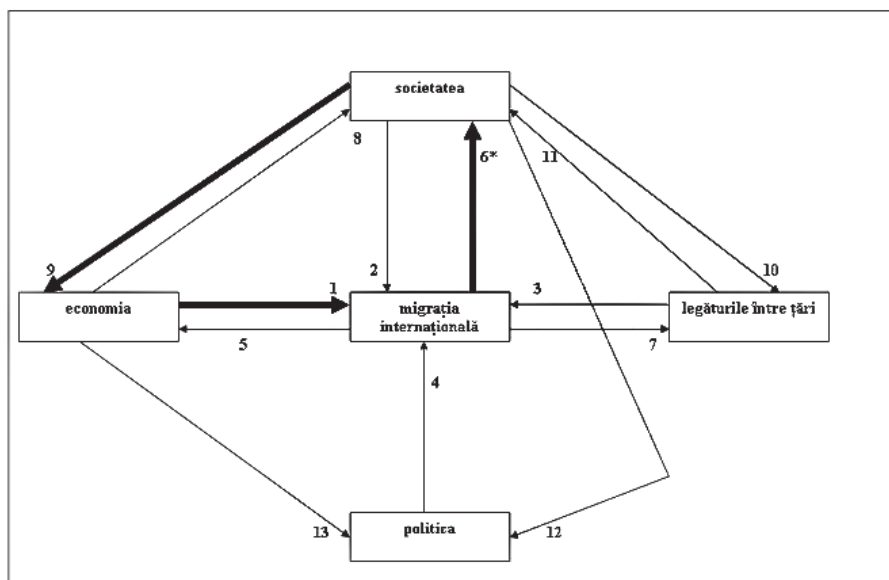 societatea
8
6*
11
9
2
1
3
10
economia
migrația
internațională
legăturile între țări
5
7
4
13
politica
12